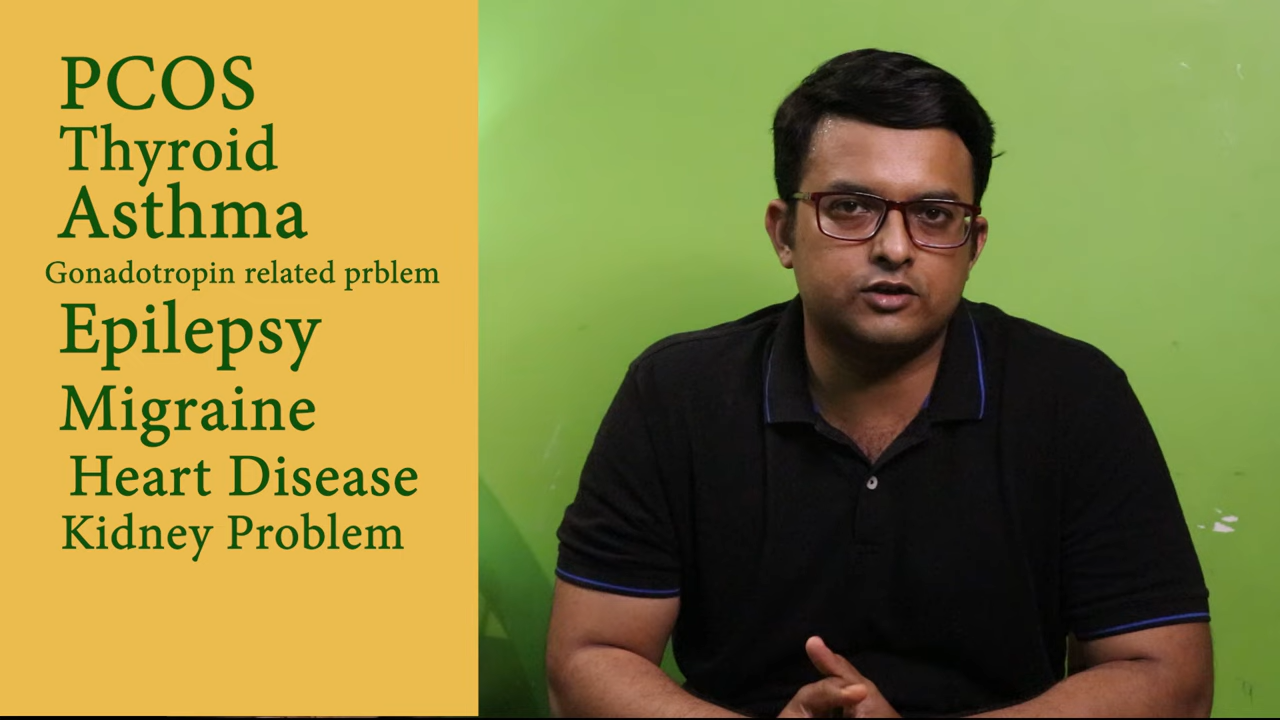 PCOS
Thyroid
Asthma
Gonadotropin related prblem
Epilepsy
Migraine
Heart Disease
Kidney Problem